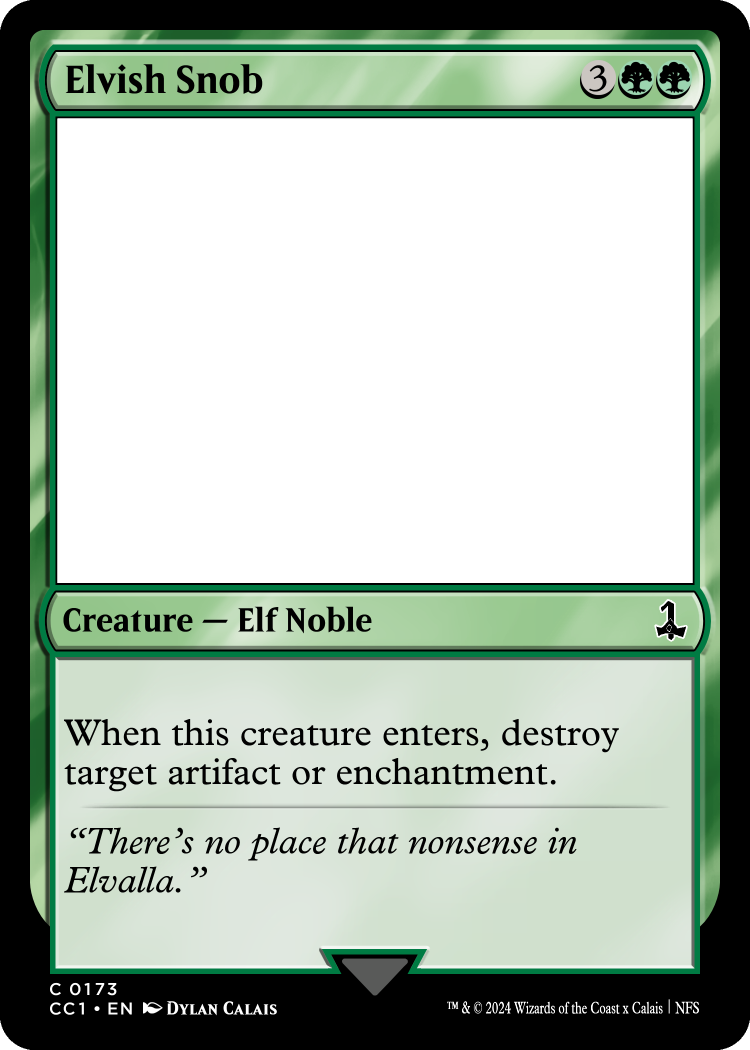 Elvish Snob 3
Creature — Elf Noble 1
When this creature enters, destroy
target artifact or enchantment.
“There’s no place that nonsense in
Elvalla.”
C 0173
CC1 • EN DYLAN CALAIS
™ & © 2024 Wizards of the Coast x Calais | NFS